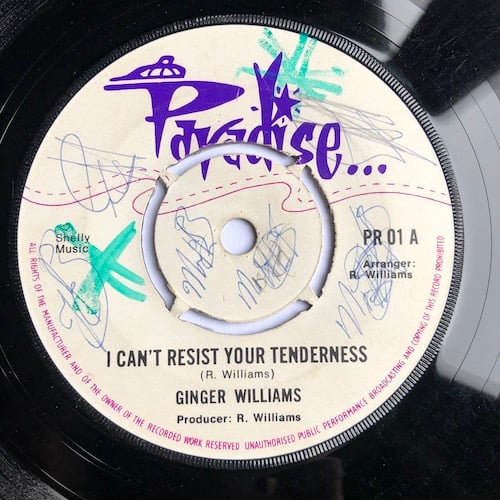 Paradise...
Shelly
Music
PR 01 A
Arranger:
R. Williams
I CAN'T RESIST YOUR TENDERNESS
(R. Williams)
GINGER WILLIAMS
Producer: R. Williams
ALL RIGHTS OF THE MANUFACTURER AND OF THE OWNER OF THE RECORDED WORK RESERVED UNAUTHORISED PUBLIC PERFORMANCE BROADCASTING AND COPYING OF THIS RECORD PROHIBITED